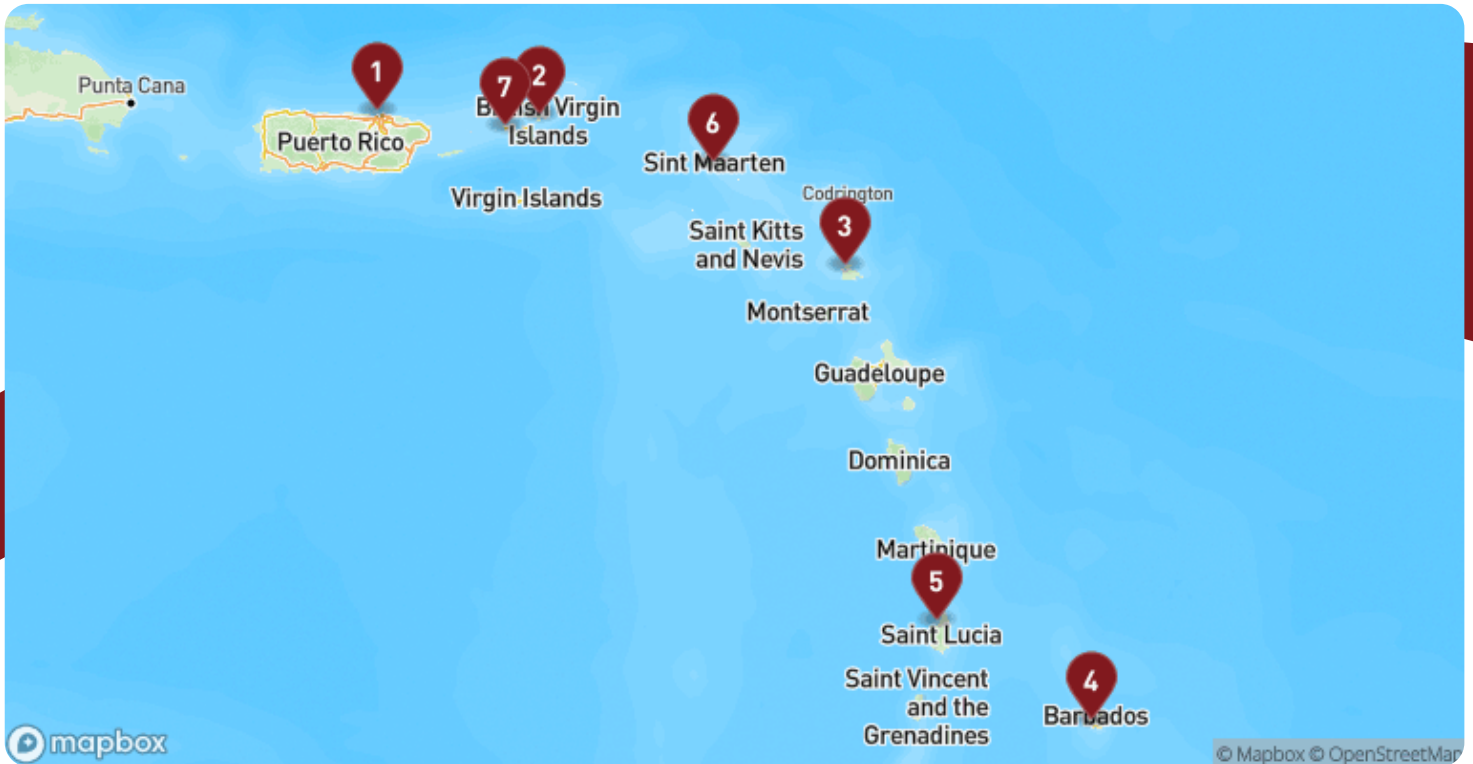 1
7
2
Punta Cana
British Virgin
Islands
Puerto Rico
6
Sint Maarten
Virgin Islands
Codrington
3
Saint Kitts
and Nevis
Montserrat
Guadeloupe
Dominica
Martinique
5
Saint Lucia
Saint Vincent
and the
Grenadines
4
Barbados
mapbox
© Mapbox © OpenStreetMap